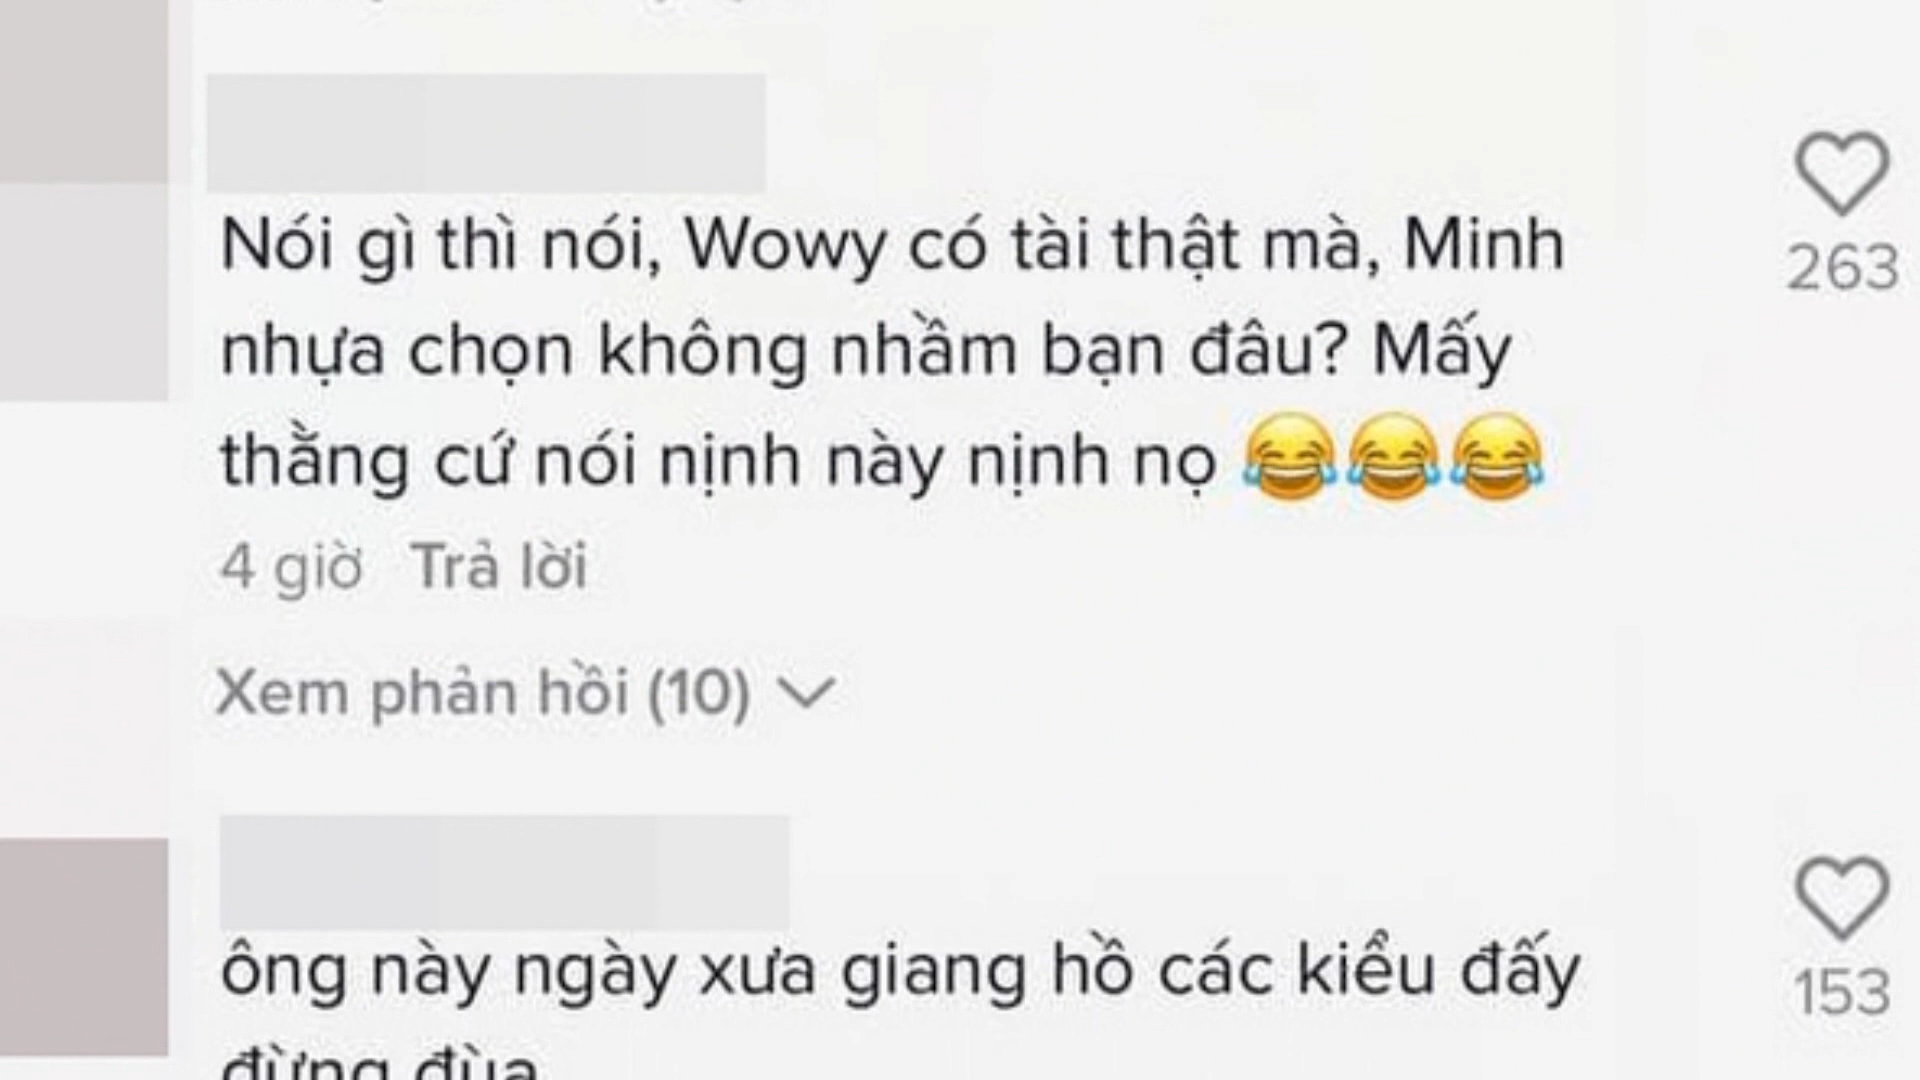 Nói gì thì nói, Wowy có tài thật mà, Minh
263
nhựa chọn không nhầm bạn đâu? Mấy
thằng cứ nói nịnh này nịnh nọ 😂😂😂
4 giờ Trả lời
Xem phản hồi (10)
ông này ngày xưa giang hồ các kiểu đấy
153
đừng đùa